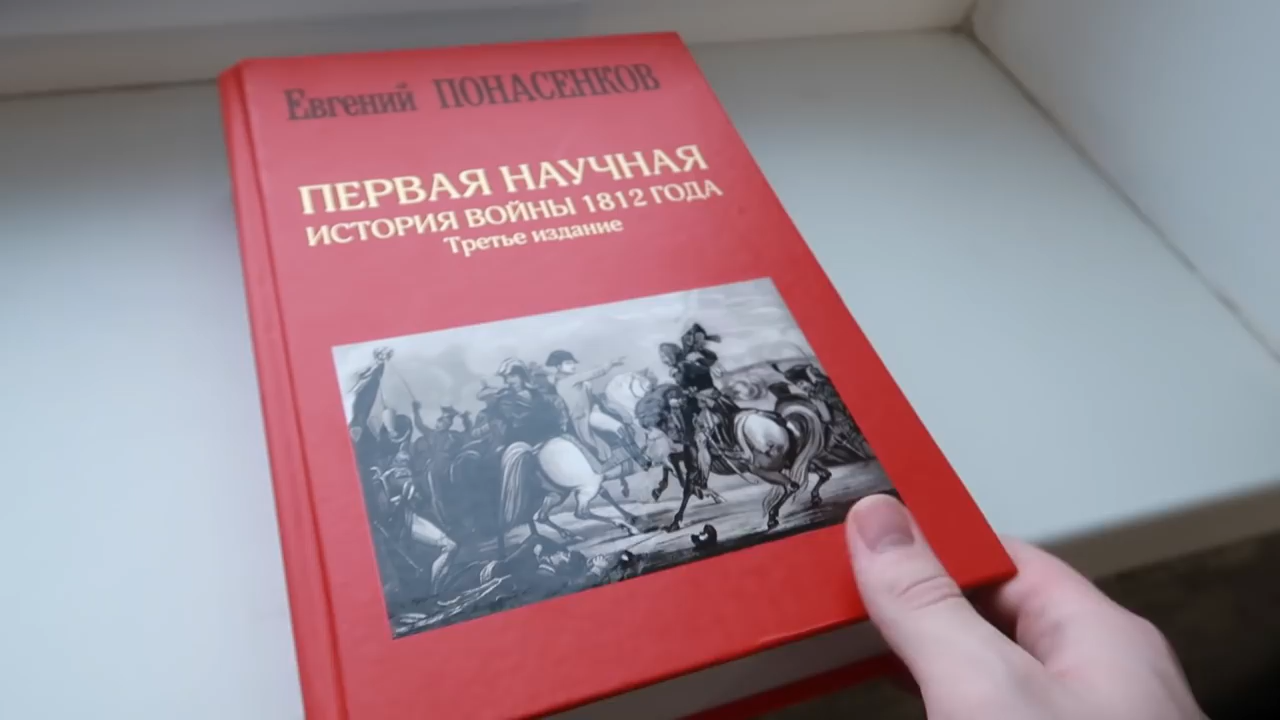 Евгений ПОНАСЕНКОВ
ПЕРВАЯ НАУЧНАЯ
ИСТОРИЯ ВОЙНЫ 1812 ГОДА
Третье издание